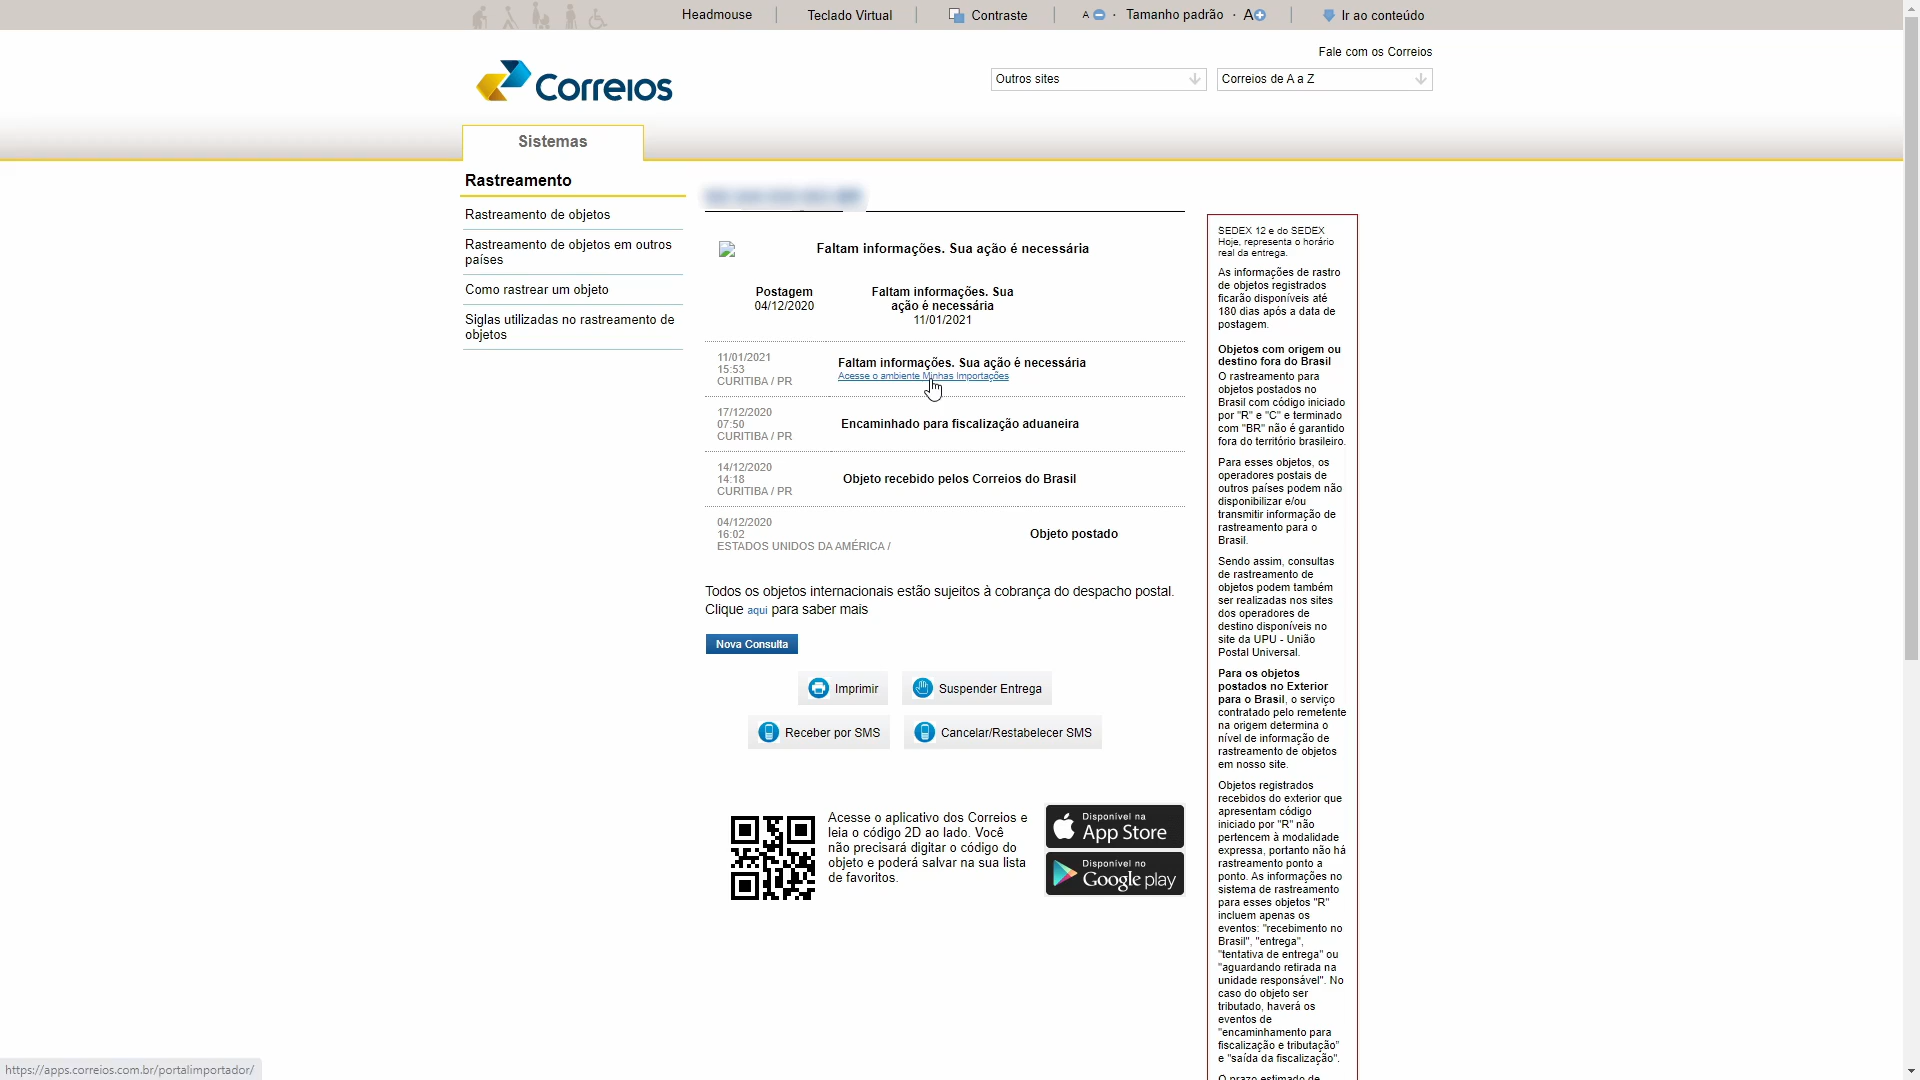 Headmouse
Teclado Virtual
Contraste
A
· Tamanho padrão ·
A
Ir ao conteúdo
Fale com os Correios
Correios
Outros sites
Correios de A a Z
Sistemas
Rastreamento
Rastreamento de objetos
Rastreamento de objetos em outros
países
Como rastrear um objeto
Siglas utilizadas no rastreamento de
objetos
Faltam informações. Sua ação é necessária
Postagem
04/12/2020
Faltam informações. Sua
ação é necessária
11/01/2021
11/01/2021
15:53
CURITIBA / PR
Faltam informações. Sua ação é necessária
Acesse o ambiente Minhas Importações
17/12/2020
07:50
CURITIBA / PR
Encaminhado para fiscalização aduaneira
14/12/2020
14:18
CURITIBA / PR
Objeto recebido pelos Correios do Brasil
04/12/2020
16:02
ESTADOS UNIDOS DA AMÉRICA /
Objeto postado
Todos os objetos internacionais estão sujeitos à cobrança do despacho postal.
Clique aqui para saber mais
Nova Consulta
Imprimir
Suspender Entrega
Receber por SMS
Cancelar/Restabelecer SMS
Acesse o aplicativo dos Correios e
leia o código 2D ao lado. Você
não precisará digitar o código do
objeto e poderá salvar na sua lista
de favoritos.
Disponível na
App Store
Disponível no
Google play
SEDEX 12 e do SEDEX
Hoje, representa o horário
real da entrega.
As informações de rastro
de objetos registrados
ficarão disponíveis até
180 dias após a data de
postagem.
Objetos com origem ou
destino fora do Brasil
O rastreamento para
objetos postados no
Brasil com código iniciado
por "R" e "C" e terminado
com "BR" não é garantido
fora do território brasileiro.
Para esses objetos, os
operadores postais de
outros países podem não
disponibilizar e/ou
transmitir informação de
rastreamento para o
Brasil.
Sendo assim, consultas
de rastreamento de
objetos podem também
ser realizadas nos sites
dos operadores de
destino disponíveis no
site da UPU - União
Postal Universal.
Para os objetos
postados no Exterior
para o Brasil, o serviço
contratado pelo remetente
na origem determina o
nível de informação de
rastreamento de objetos
em nosso site.
Objetos registrados
recebidos do exterior que
apresentam código
iniciado por "R" não
pertencem à modalidade
expressa, portanto não há
rastreamento ponto a
ponto. As informações no
sistema de rastreamento
para esses objetos "R"
incluem apenas os
eventos: "recebimento no
Brasil", "entrega",
"tentativa de entrega" ou
"aguardando retirada na
unidade responsável". No
caso do objeto ser
tributado, haverá os
eventos de
"encaminhamento para
fiscalização e tributação"
e "saída da fiscalização".
O prazo estimado de
https://apps.correios.com.br/portalimportador/